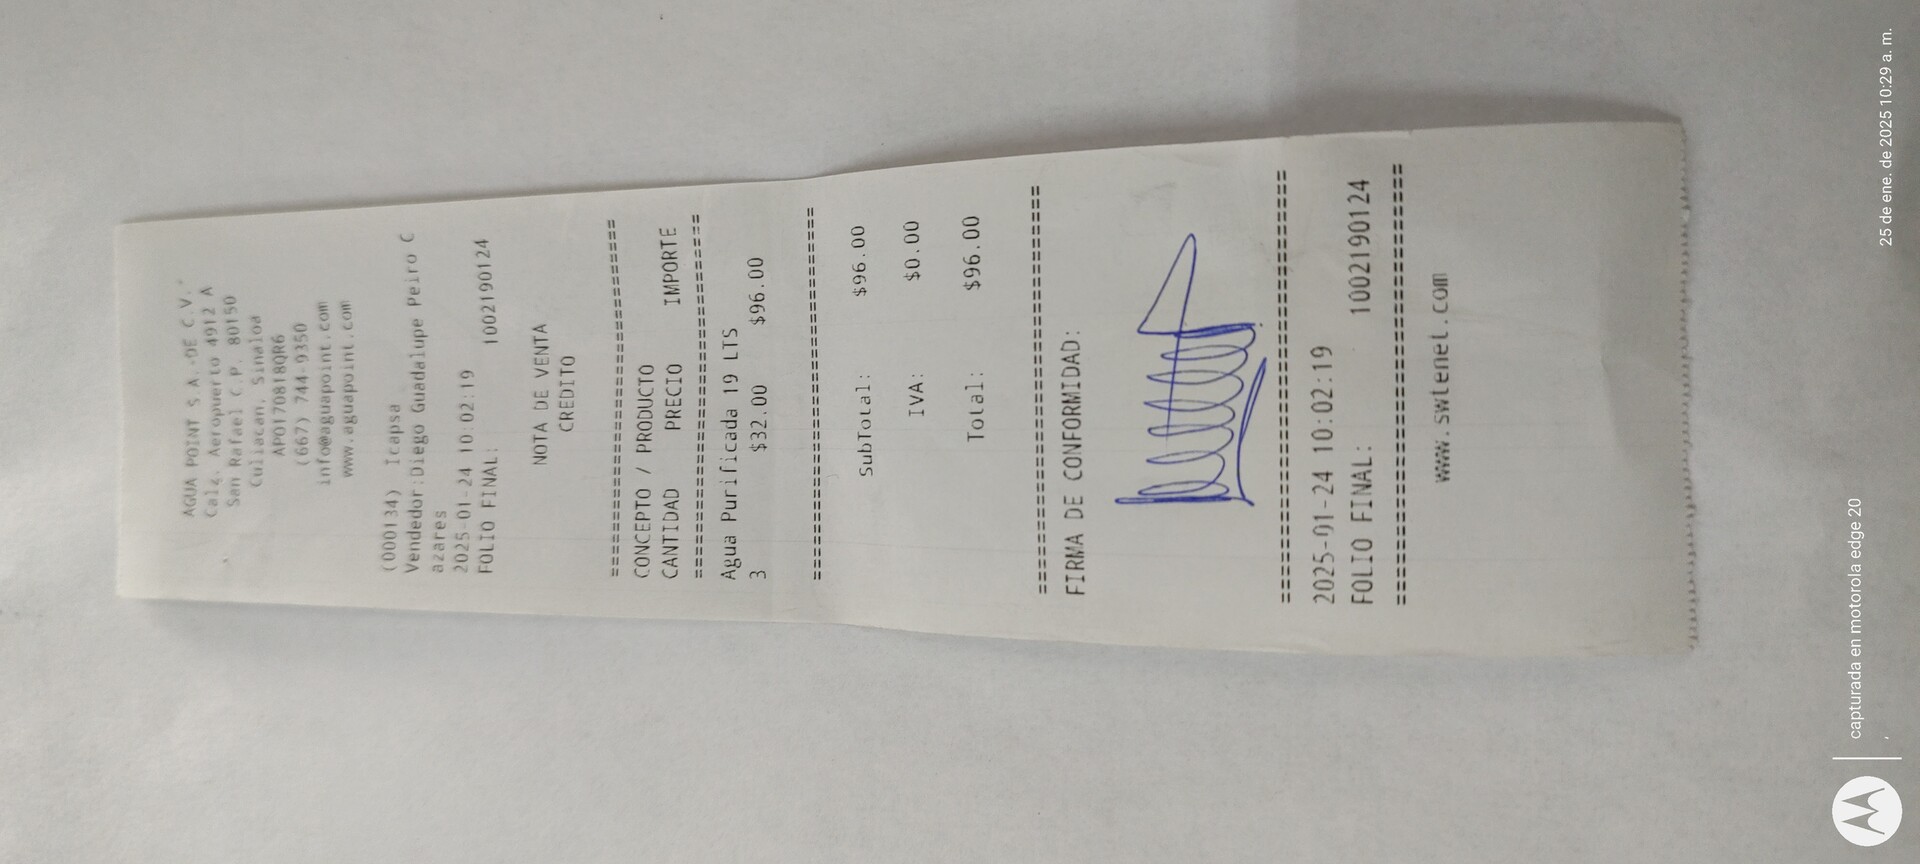 AGUA POINT S.A. DE C.V.
Calz. Aeropuerto 4912 A
San Rafael C.P. 80150
Culiacan, Sinaloa
APO170818QR6
(667) 744-9350
info@aguapoint.com
www.aguapoint.com
(000134) Icapsa
Vendedor:Diego Guadalupe Peiro C
azares
2025-01-24 10:02:19
FOLIO FINAL: 1002190124
NOTA DE VENTA
CREDITO
================================
CONCEPTO / PRODUCTO
CANTIDAD PRECIO IMPORTE
================================
Agua Purificada 19 LTS
3 $32.00 $96.00
================================
SubTotal: $96.00
IVA: $0.00
Total: $96.00
================================
FIRMA DE CONFORMIDAD:
================================
2025-01-24 10:02:19
FOLIO FINAL: 1002190124
================================
www.swtenel.com
capturada en motorola edge 20
25 de ene. de 2025 10:29 a. m.